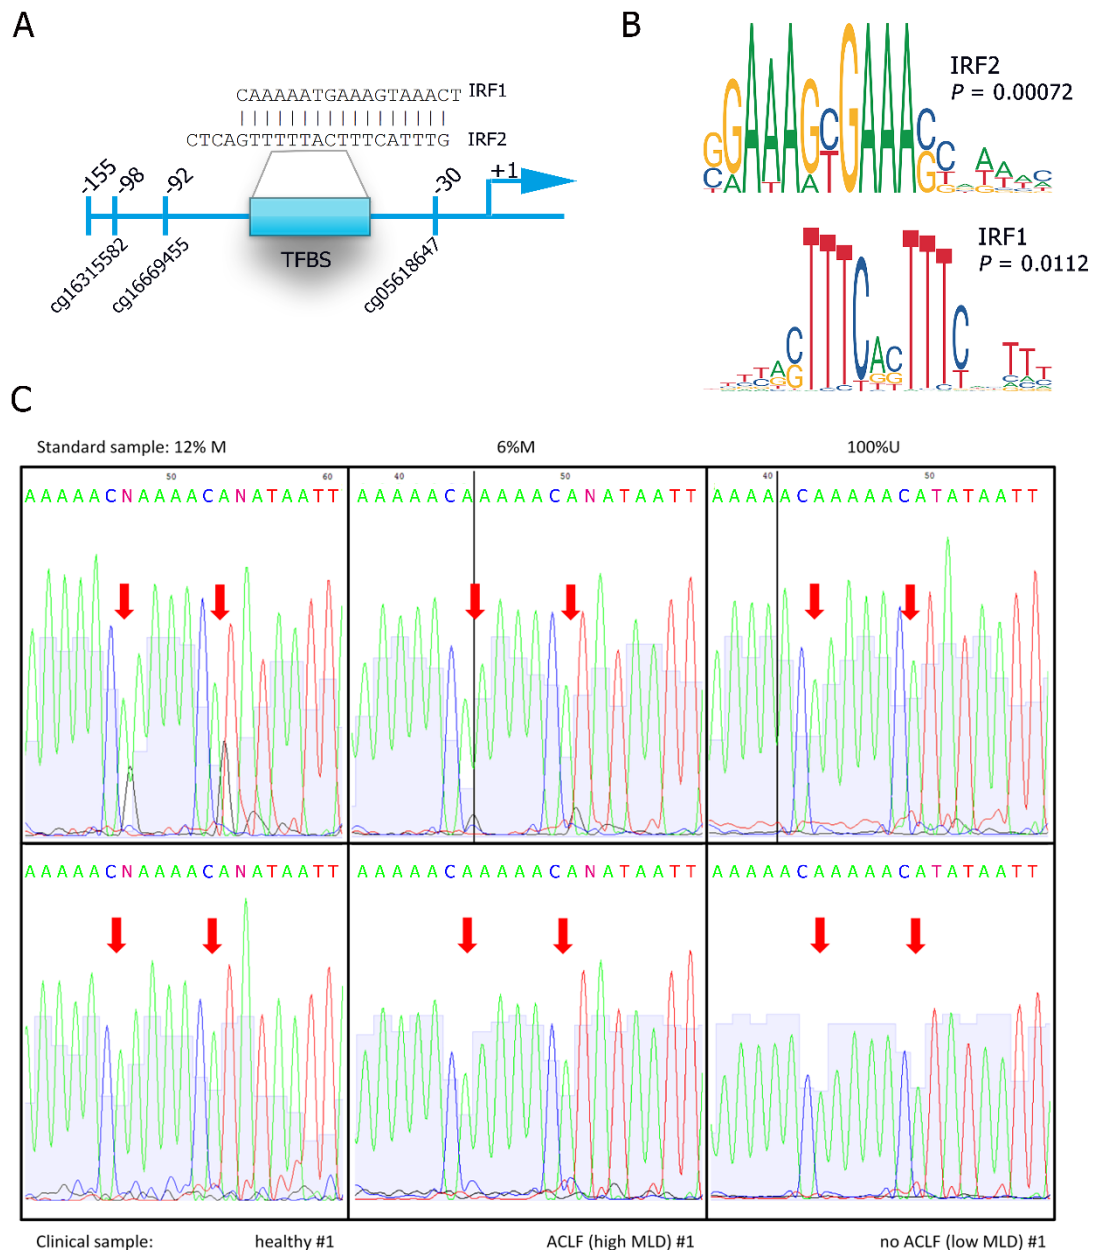 A
CAAAAATGAAAGTAAACT IRF1
CTCAGTTTTTACTTTCATTTG IRF2
-155
-98
-92
-30
+1
TFBS
cg16315582
cg16669455
cg05618647
B
IRF2
P = 0.00072
IRF1
P = 0.0112
C
Standard sample: 12% M 6%M 100%U
50 60 40 50 40 50
AAAAACNAAAACANATAATT AAAAACAAAAACANATAATT AAAAACAAAAACATATAATT
AAAAACNAAAACANATAATT AAAAACAAAAACANATAATT AAAAACAAAAACATATAATT
Clinical sample: healthy #1 ACLF (high MLD) #1 no ACLF (low MLD) #1